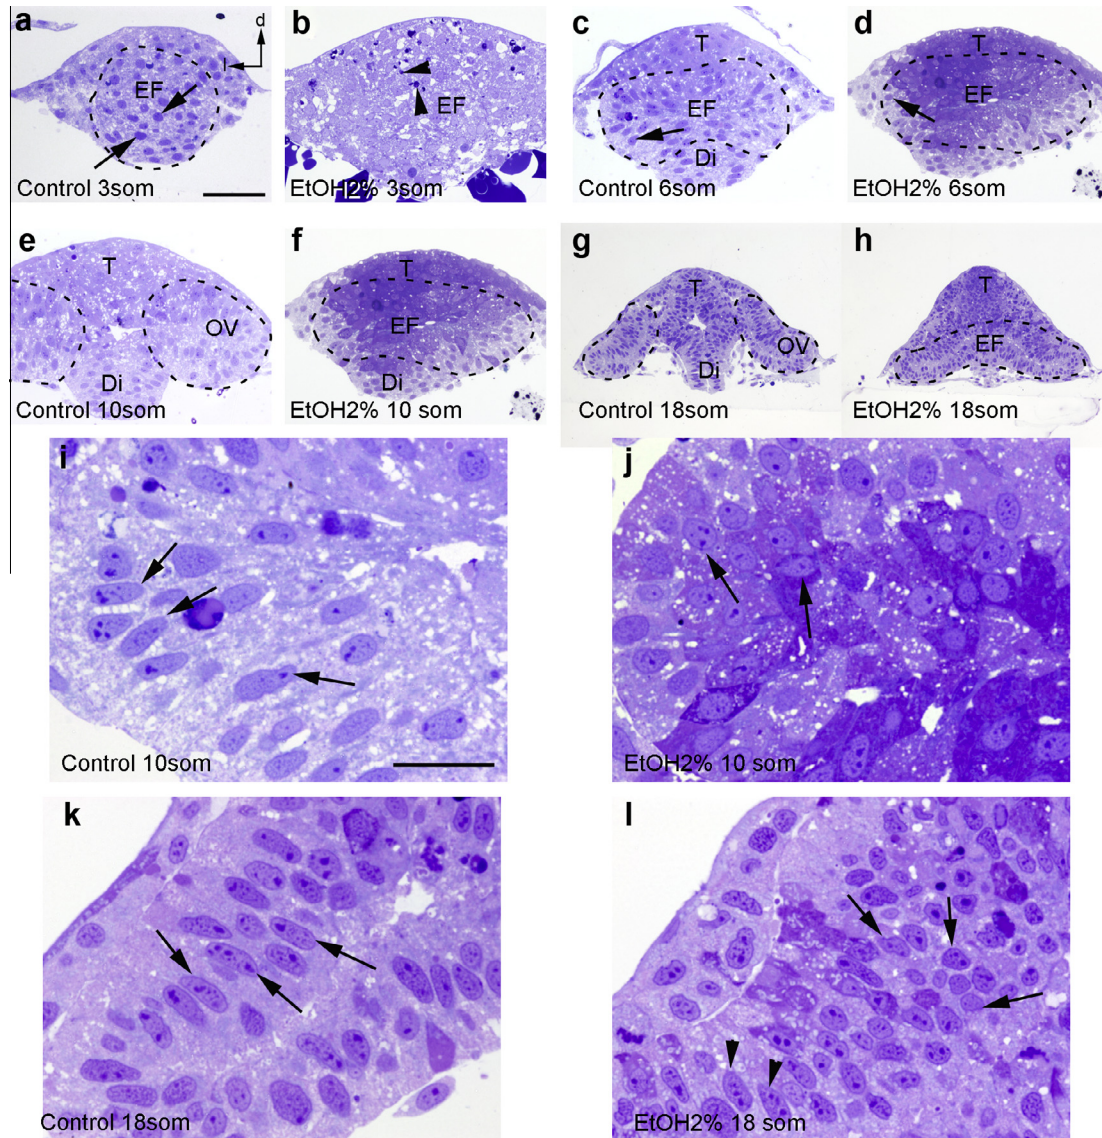 a
d
l
EF
Control 3som
b
EF
EtOH2% 3som
c
T
EF
Di
Control 6som
d
T
EF
EtOH2% 6som
e
T
OV
Di
Control 10som
f
T
EF
Di
EtOH2% 10 som
g
T
OV
Di
Control 18som
h
T
EF
EtOH2% 18som
i
Control 10som
j
EtOH2% 10 som
k
Control 18som
l
EtOH2% 18 som